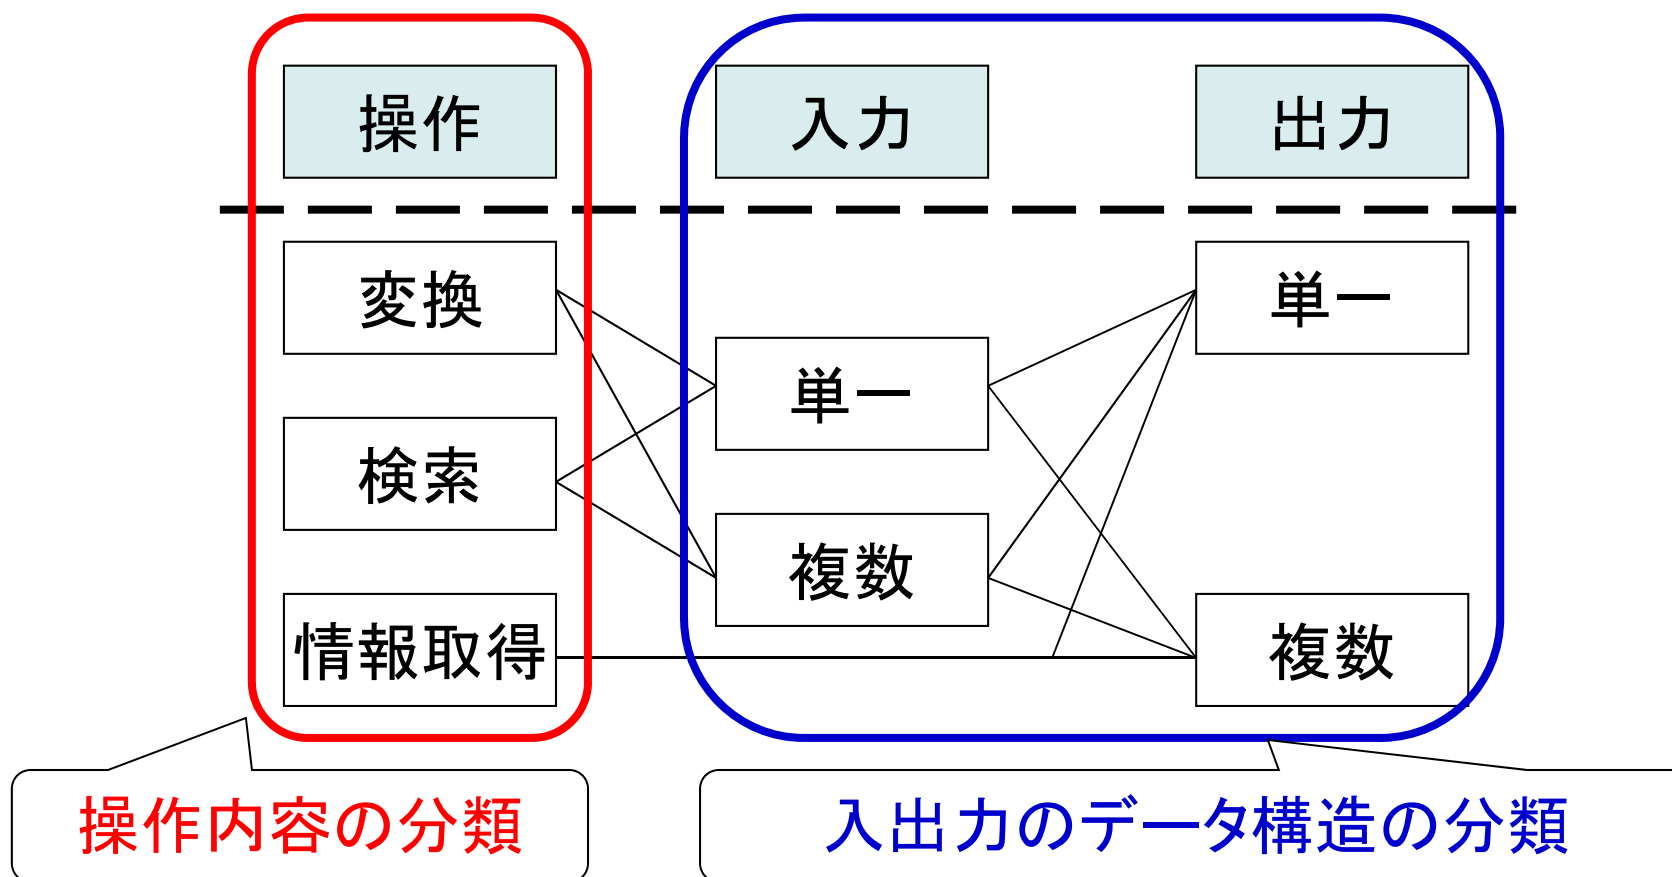 操作
入力
出力
変換
単一
単一
検索
複数
情報取得
複数
操作内容の分類
入出力のデータ構造の分類